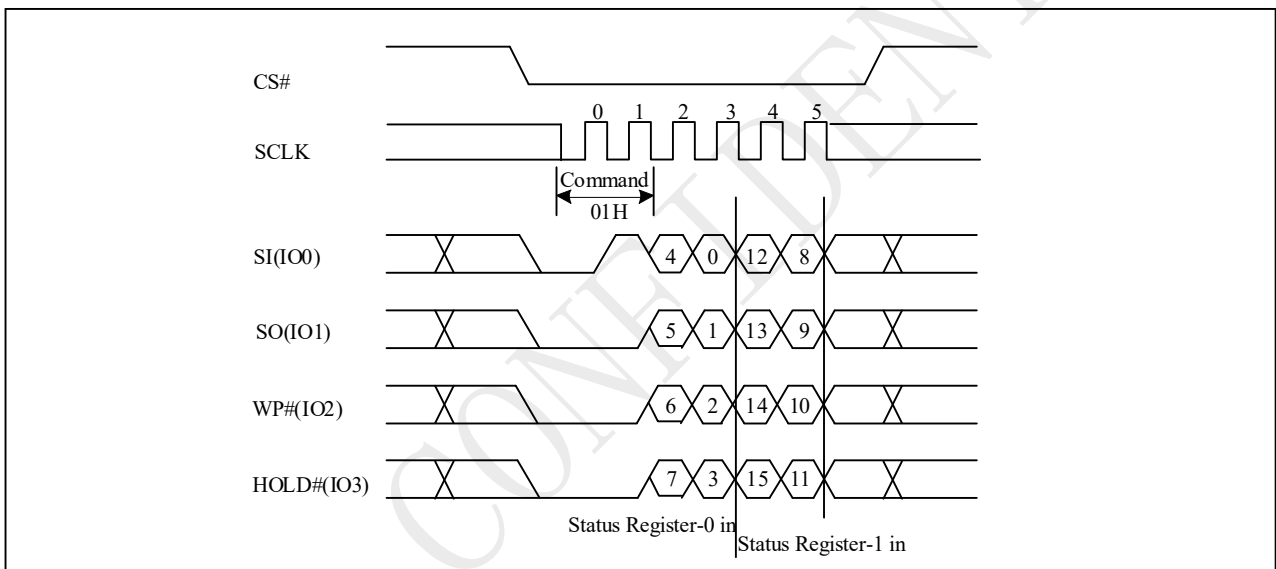 CS#
0 1 2 3 4 5
SCLK
Command
01H
SI(IO0) 4 0 12 8
SO(IO1) 5 1 13 9
WP#(IO2) 6 2 14 10
HOLD#(IO3) 7 3 15 11
Status Register-0 in
Status Register-1 in